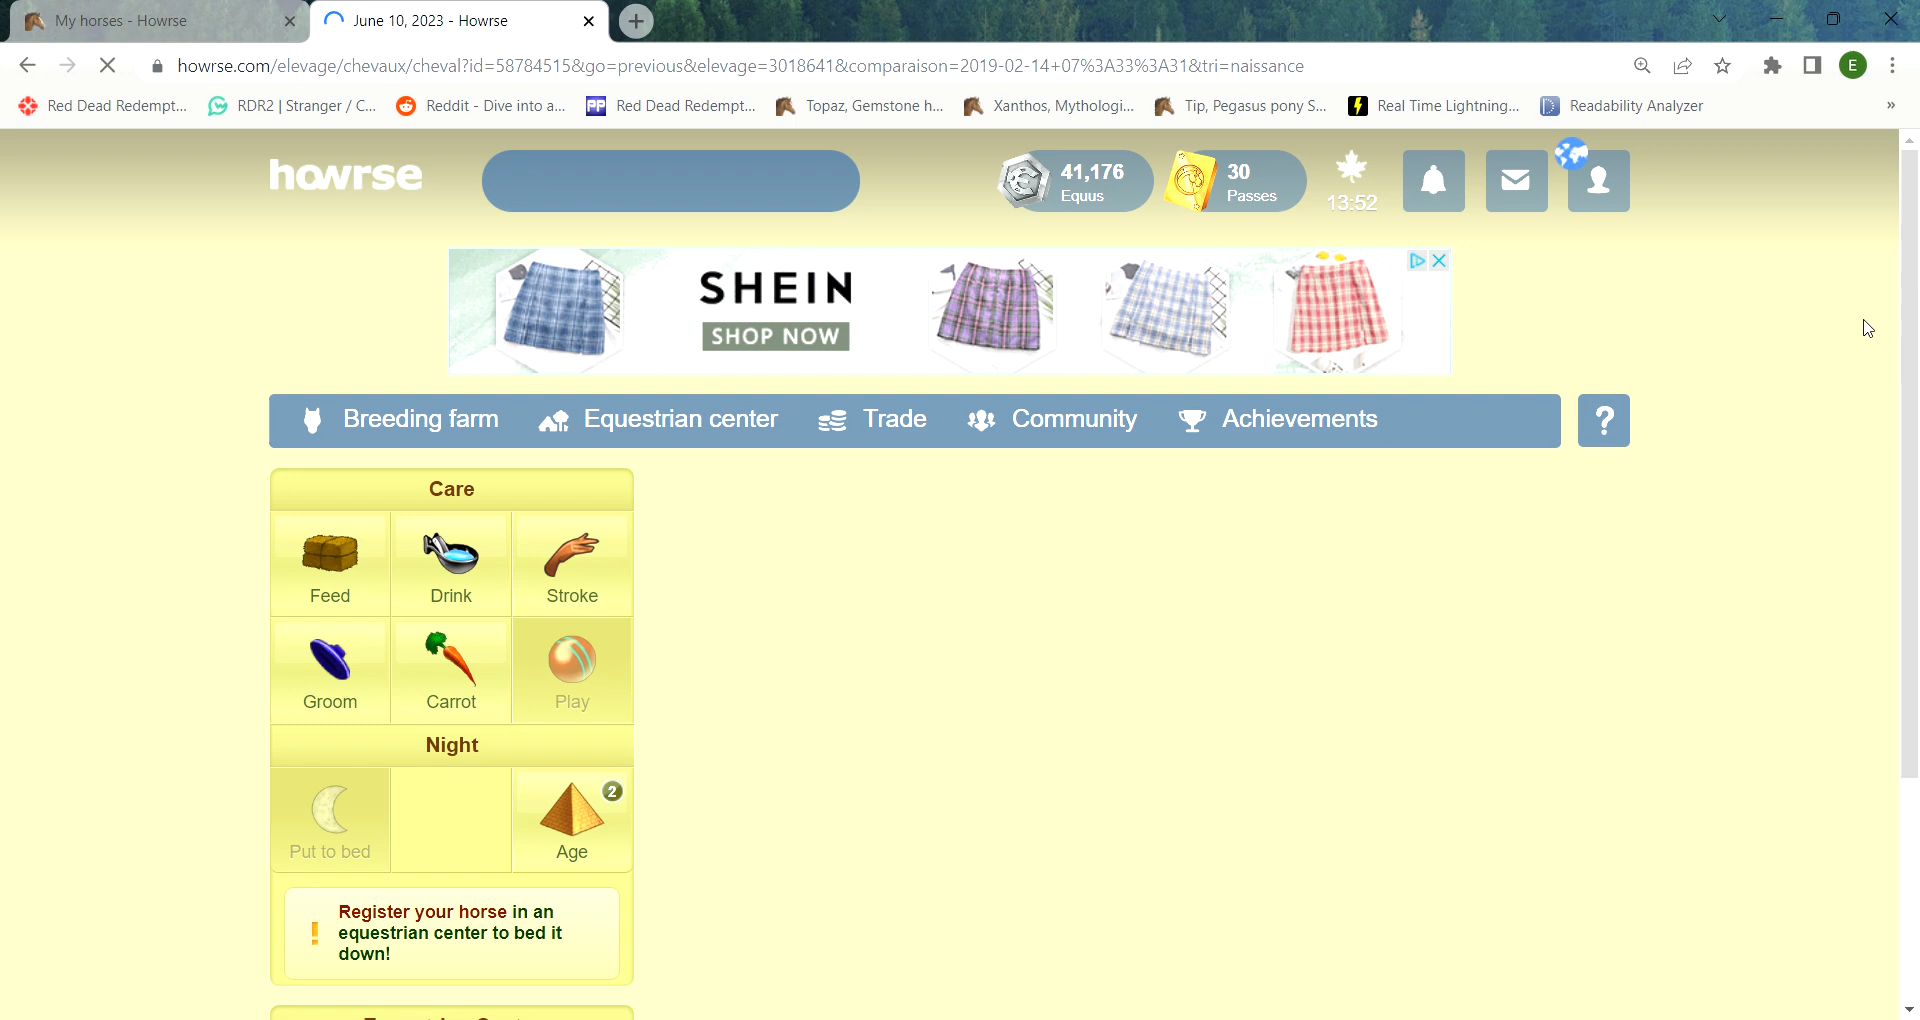 My horses - Howrse
June 10, 2023 - Howrse
howrse.com/elevage/chevaux/cheval?id=58784515&go=previous&elevage=3018641&comparaison=2019-02-14+07%3A33%3A31&tri=naissance
E
Red Dead Redempt...
RDR2 | Stranger / C...
Reddit - Dive into a...
PP Red Dead Redempt...
Topaz, Gemstone h...
Xanthos, Mythologi...
Tip, Pegasus pony S...
Real Time Lightning...
Readability Analyzer
»
howrse
41,176
Equus
30
Passes
13:52
SHEIN
SHOP NOW
Breeding farm
Equestrian center
Trade
Community
Achievements
?
Care
Feed
Drink
Stroke
Groom
Carrot
Play
Night
Put to bed
2
Age
! Register your horse in an
equestrian center to bed it
down!